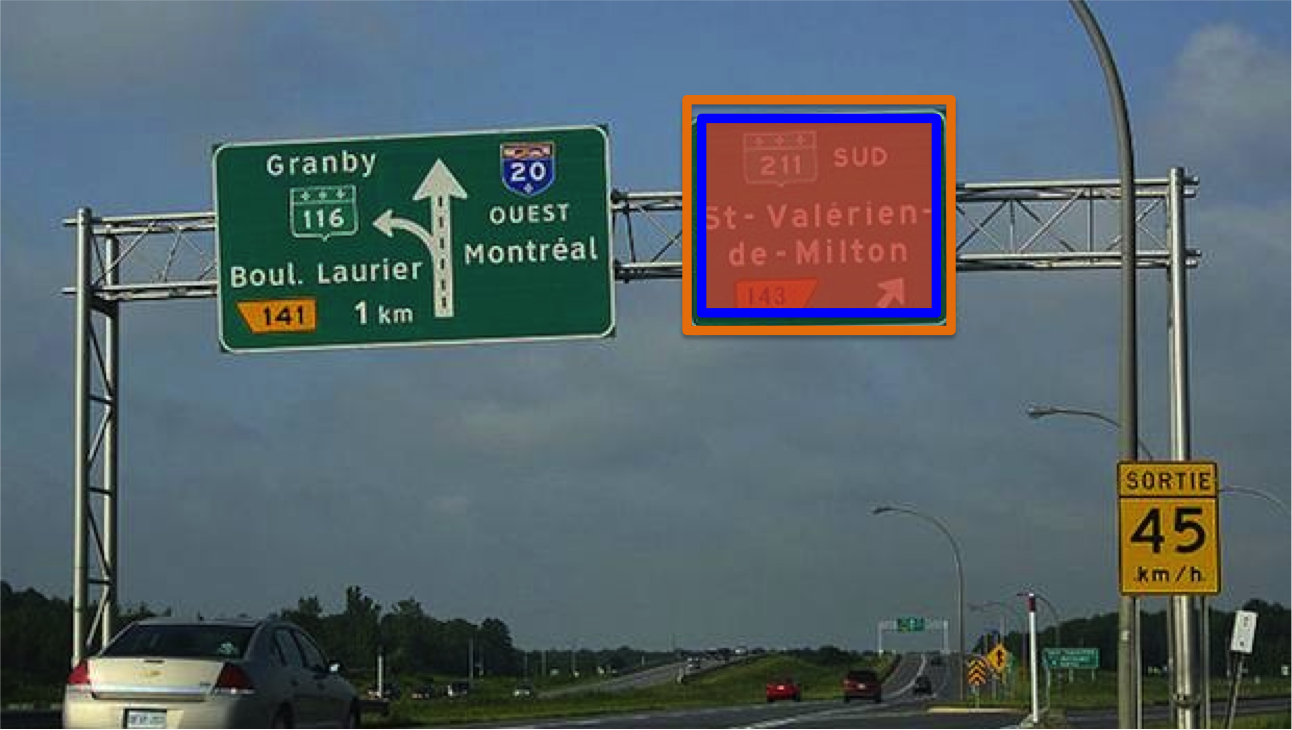 Granby
116
Boul. Laurier
141
1 km
20
OUEST
Montréal
211 SUD
St-Valérien-
de-Milton
143
SORTIE
45
km/h